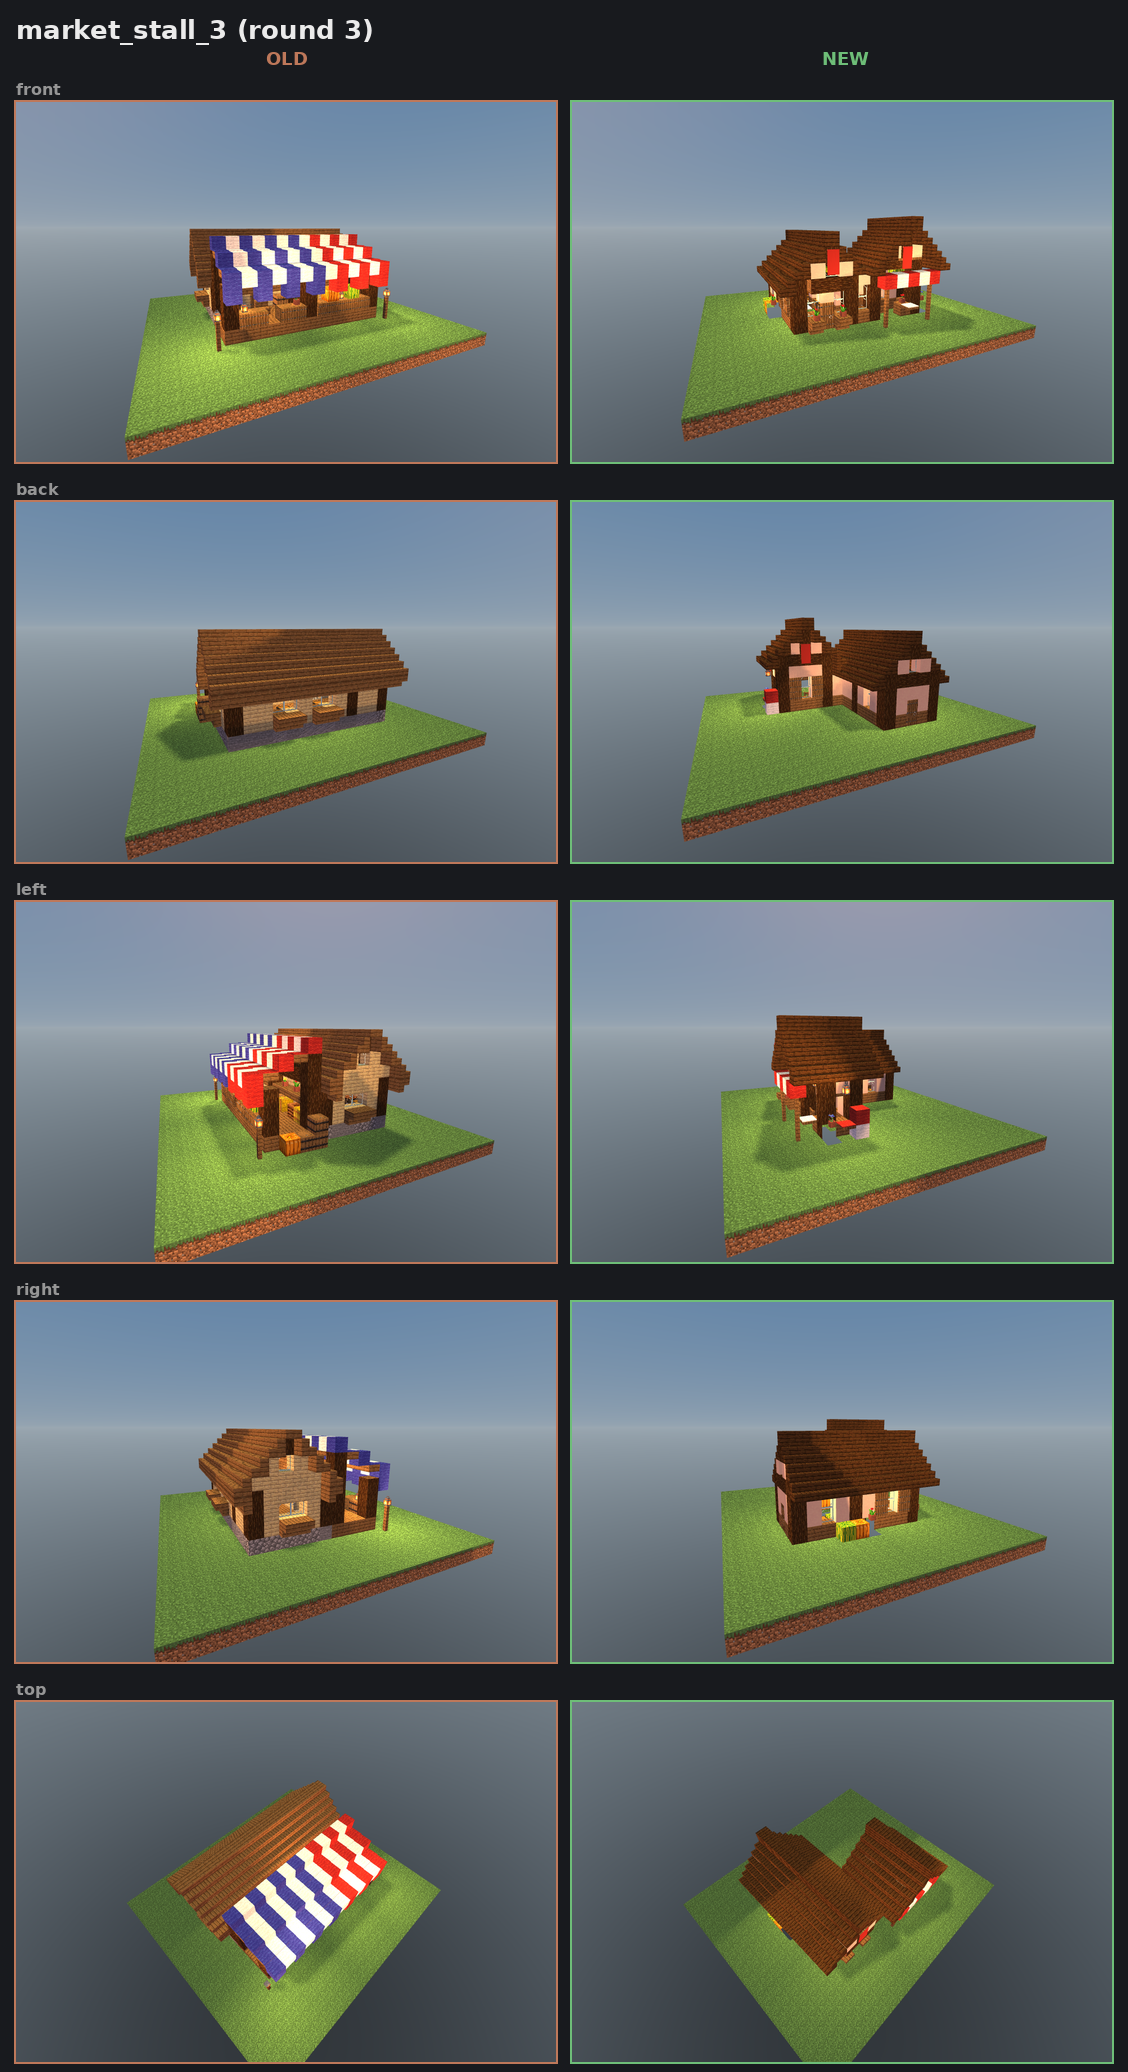 market_stall_3 (round 3)
OLD NEW
front
back
left
right
top